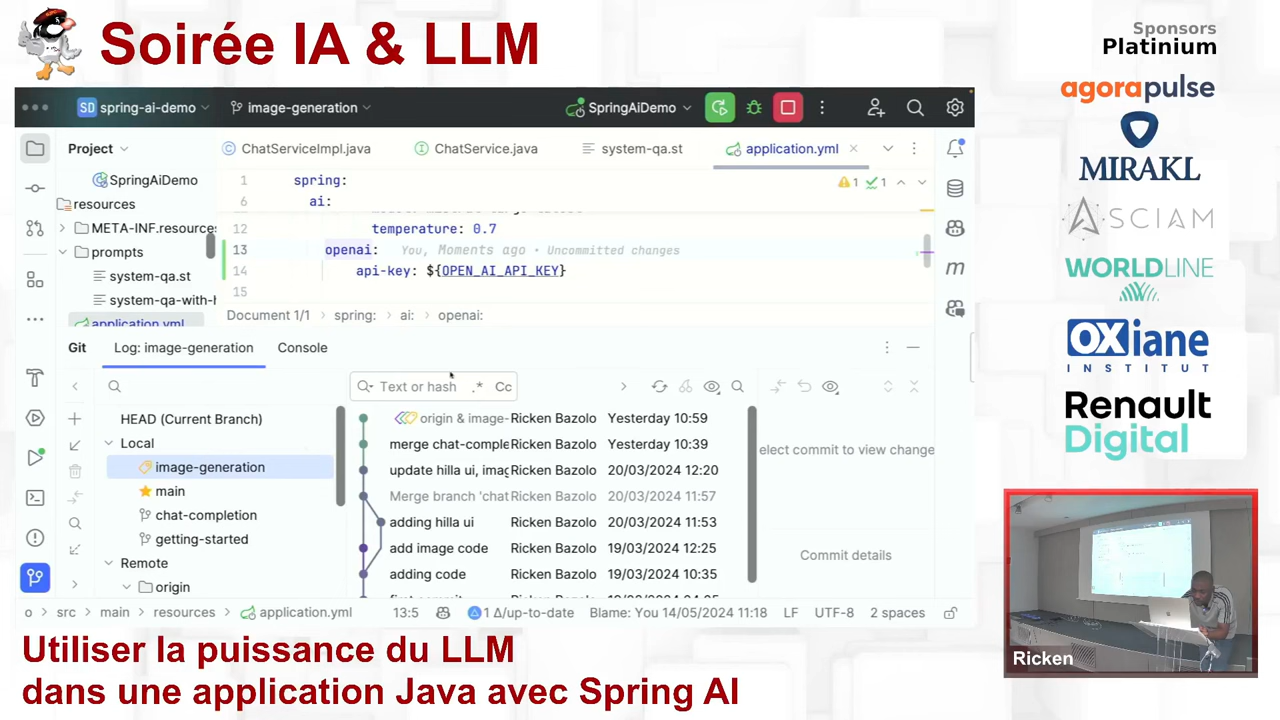 Soirée IA & LLM
Sponsors
Platinium
agorapulse
MIRAKL
ASCIAM
WORLDLINE
OXiane
INSTITUT
Renault
Digital
SD spring-ai-demo
image-generation
SpringAiDemo
Project
ChatServiceImpl.java
ChatService.java
system-qa.st
application.yml
SpringAiDemo
resources
META-INF.resources
prompts
system-qa.st
system-qa-with-h
application.yml
1 spring:
6 ai:
12 temperature: 0.7
13 openai: You, Moments ago • Uncommitted changes
14 api-key: ${OPEN_AI_API_KEY}
15
1 1
Document 1/1 › spring: › ai: › openai:
Git
Log: image-generation
Console
Text or hash .* Cc
HEAD (Current Branch)
Local
image-generation
main
chat-completion
getting-started
Remote
origin
origin & image- Ricken Bazolo Yesterday 10:59
merge chat-comple Ricken Bazolo Yesterday 10:39
update hilla ui, imag Ricken Bazolo 20/03/2024 12:20
Merge branch 'chat Ricken Bazolo 20/03/2024 11:57
adding hilla ui Ricken Bazolo 20/03/2024 11:53
add image code Ricken Bazolo 19/03/2024 12:25
adding code Ricken Bazolo 19/03/2024 10:35
elect commit to view change
Commit details
o › src › main › resources › application.yml
13:5
1 Δ/up-to-date
Blame: You 14/05/2024 11:18
LF
UTF-8
2 spaces
Ricken
Utiliser la puissance du LLM
dans une application Java avec Spring AI